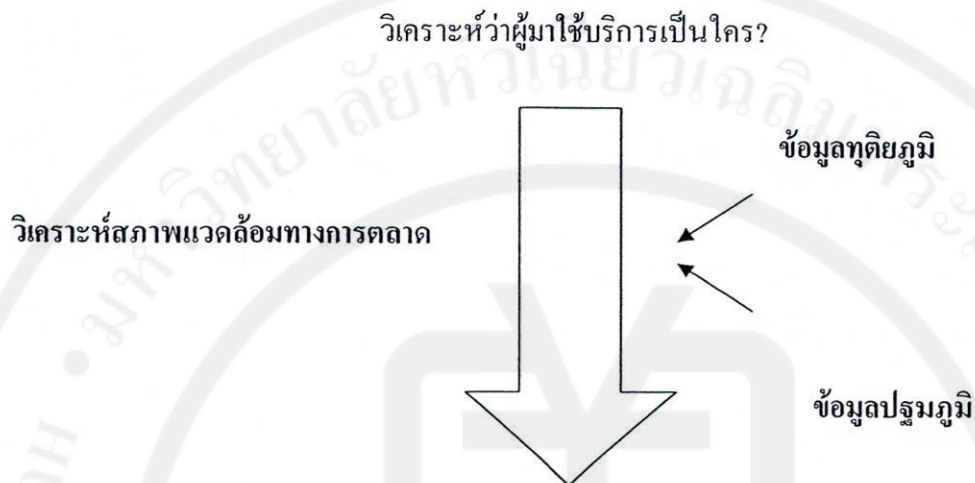 วิเคราะห์ว่าผู้มาใช้บริการเป็นใคร?
ข้อมูลทุติยภูมิ
วิเคราะห์สภาพแวดล้อมทางการตลาด
ข้อมูลปฐมภูมิ